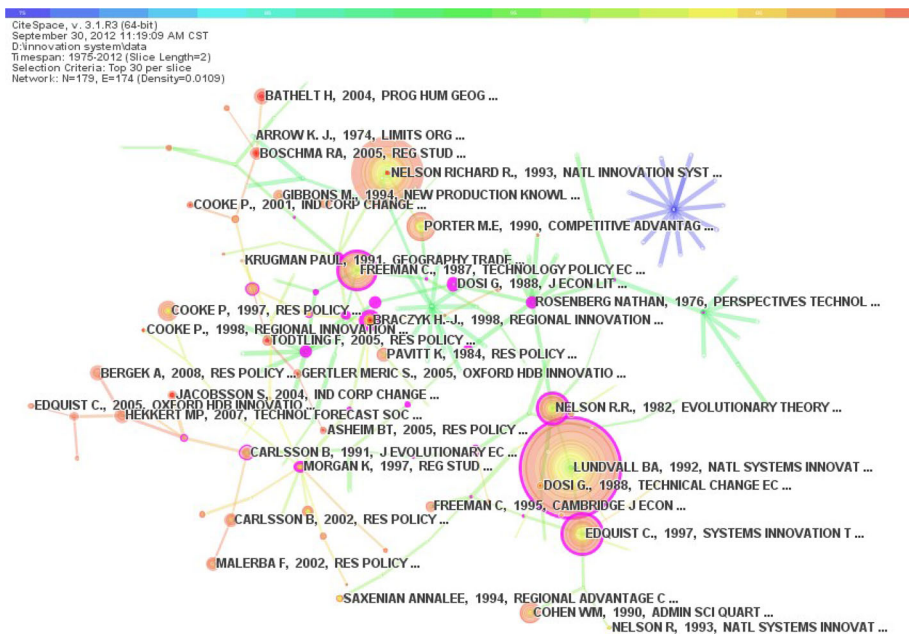 CiteSpace, v. 3.1.R3 (64-bit)
September 30, 2012 11:19:09 AM CST
D:\innovation system\data
Timespan: 1975-2012 (Slice Length=2)
Selection Criteria: Top 30 per slice
Network: N=179, E=174 (Density=0.0109)
BATHELT H, 2004, PROG HUM GEOG ...
ARROW K. J., 1974, LIMITS ORG ...
BOSCHMA RA, 2005, REG STUD ...
NELSON RICHARD R., 1993, NATL INNOVATION SYST ...
GIBBONS M., 1994, NEW PRODUCTION KNOWL ...
COOKE P., 2001, IND CORP CHANGE ...
PORTER M.E, 1990, COMPETITIVE ADVANTAG ...
KRUGMAN PAUL, 1991, GEOGRAPHY TRADE ...
FREEMAN C., 1987, TECHNOLOGY POLICY EC ...
DOSI G, 1988, J ECON LIT ...
ROSENBERG NATHAN, 1976, PERSPECTIVES TECHNOL ...
COOKE P, 1997, RES POLICY ...
BRACZYK H.-J., 1998, REGIONAL INNOVATION ...
COOKE P., 1998, REGIONAL INNOVATION ...
TODTLING F, 2005, RES POLICY ...
PAVITT K, 1984, RES POLICY ...
BERGEK A, 2008, RES POLICY ...
GERTLER MERIC S., 2005, OXFORD HDB INNOVATIO ...
JACOBSSON S, 2004, IND CORP CHANGE ...
EDQUIST C., 2005, OXFORD HDB INNOVATIO ...
NELSON R.R., 1982, EVOLUTIONARY THEORY ...
HEKKERT MP, 2007, TECHNOL FORECAST SOC ...
ASHEIM BT, 2005, RES POLICY ...
CARLSSON B, 1991, J EVOLUTIONARY EC ...
MORGAN K, 1997, REG STUD ...
LUNDVALL BA, 1992, NATL SYSTEMS INNOVAT ...
DOSI G., 1988, TECHNICAL CHANGE EC ...
FREEMAN C, 1995, CAMBRIDGE J ECON ...
CARLSSON B, 2002, RES POLICY ...
EDQUIST C., 1997, SYSTEMS INNOVATION T ...
MALERBA F, 2002, RES POLICY ...
SAXENIAN ANNALEE, 1994, REGIONAL ADVANTAGE C ...
COHEN WM, 1990, ADMIN SCI QUART ...
NELSON R, 1993, NATL SYSTEMS INNOVAT ...